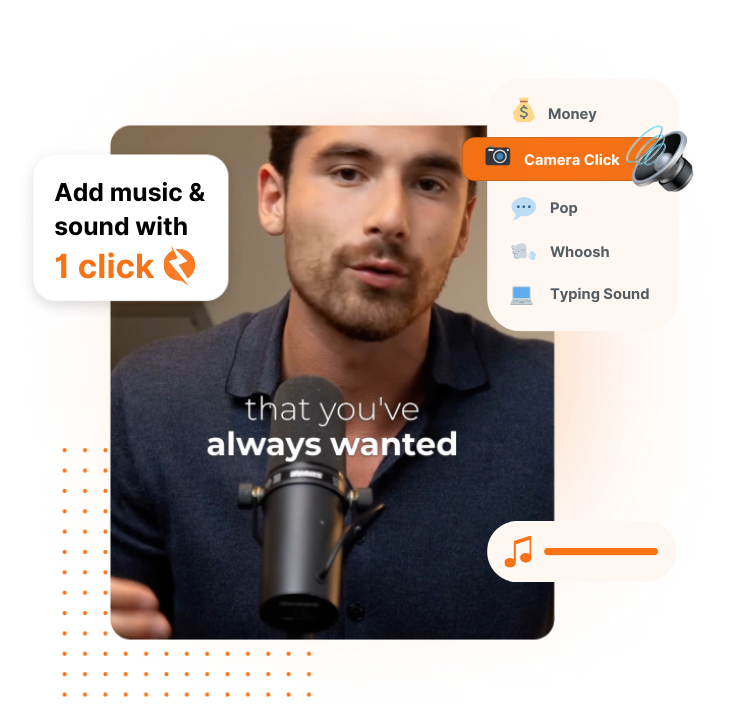 Money
Camera Click
Add music &
sound with
1 click
Pop
Whoosh
Typing Sound
that you've
always wanted